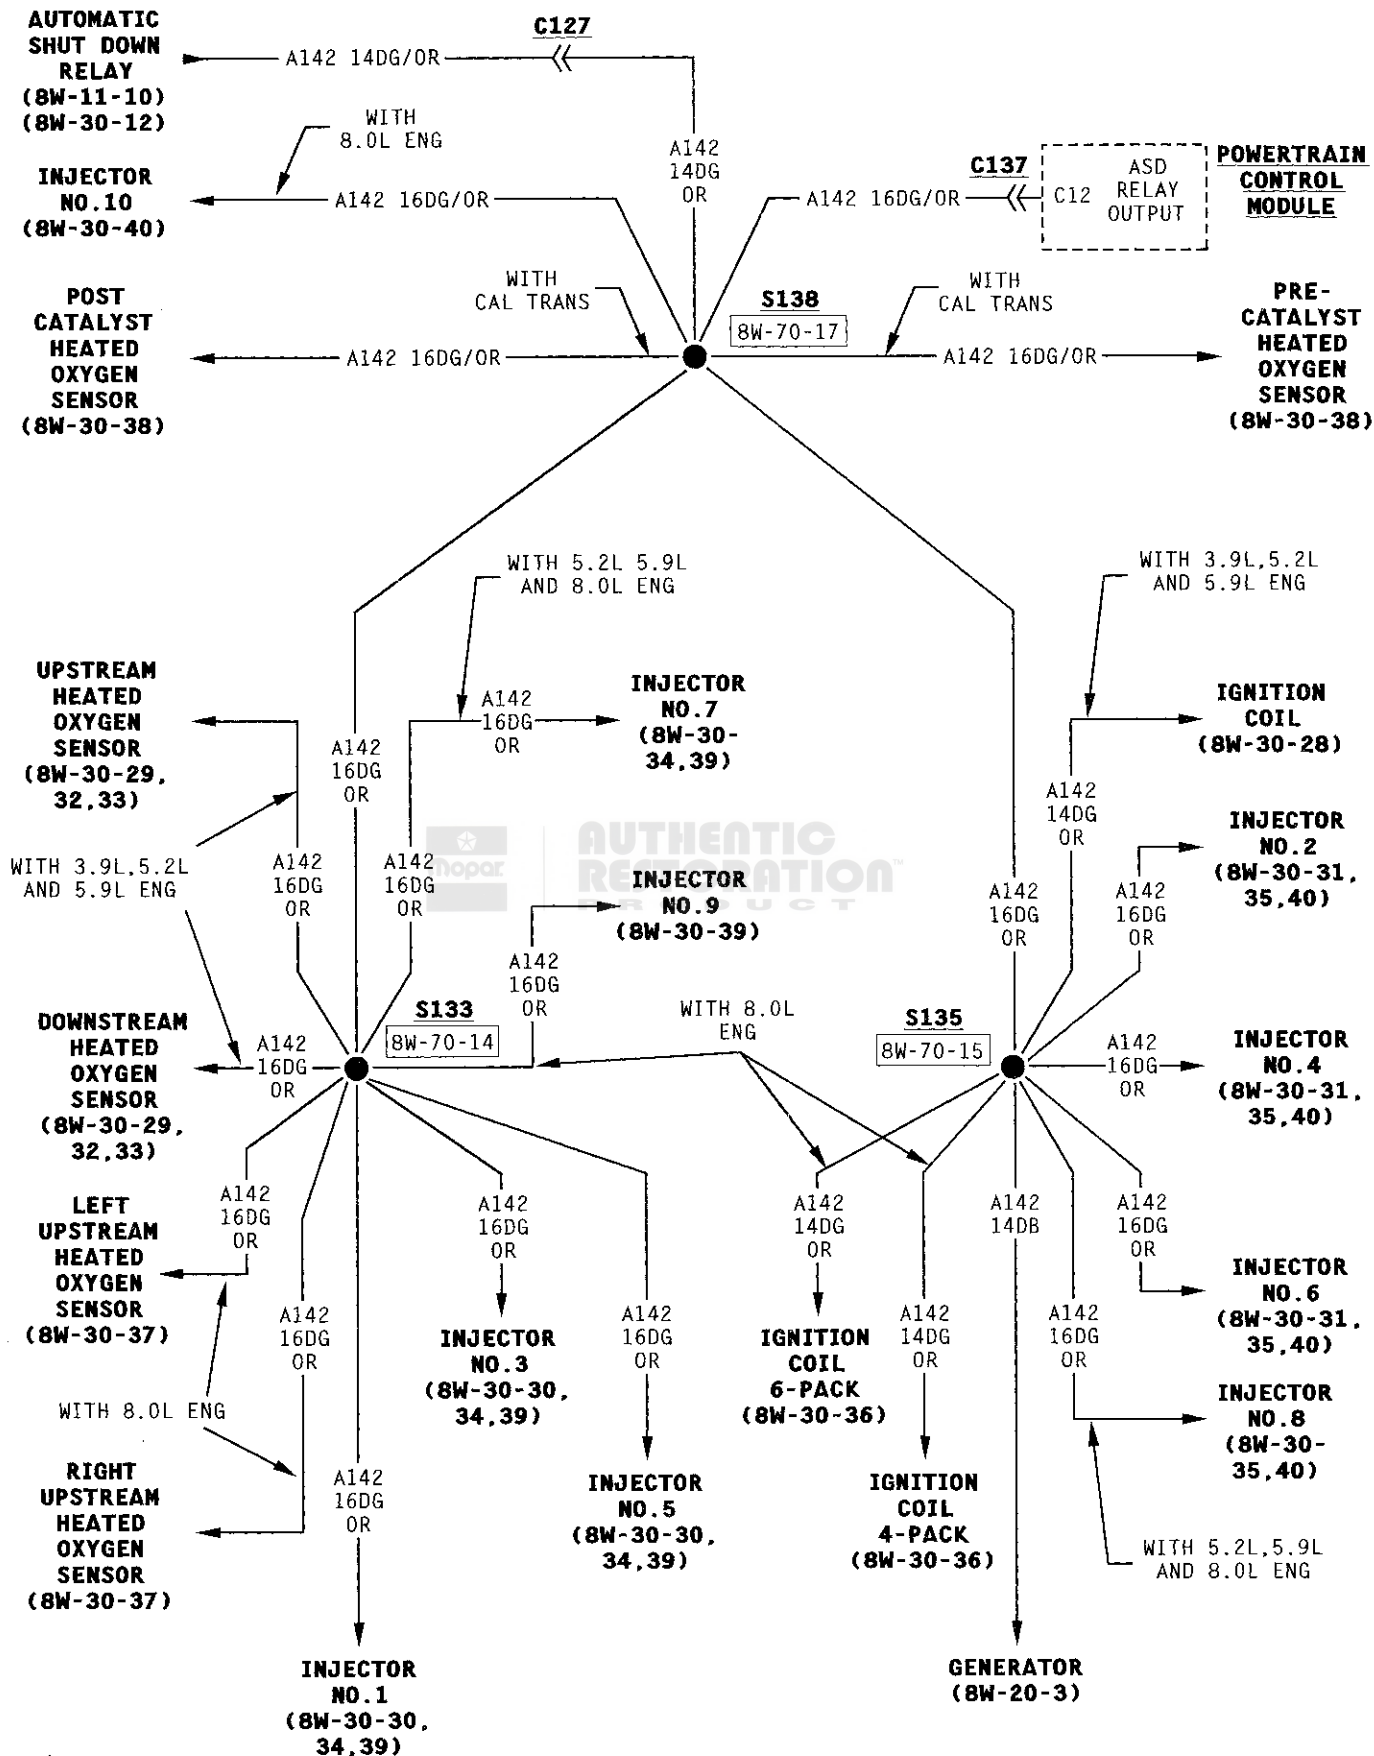 AUTOMATIC
SHUT DOWN
RELAY
(8W-11-10)
(8W-30-12)
A142 14DG/OR
C127
WITH
8.0L ENG
A142
14DG
OR
INJECTOR
NO.10
(8W-30-40)
A142 16DG/OR
A142 16DG/OR
C137
C12
ASD
RELAY
OUTPUT
POWERTRAIN
CONTROL
MODULE
POST
CATALYST
HEATED
OXYGEN
SENSOR
(8W-30-38)
WITH
CAL TRANS
A142 16DG/OR
S138
8W-70-17
WITH
CAL TRANS
A142 16DG/OR
PRE-
CATALYST
HEATED
OXYGEN
SENSOR
(8W-30-38)
WITH 5.2L 5.9L
AND 8.0L ENG
WITH 3.9L,5.2L
AND 5.9L ENG
UPSTREAM
HEATED
OXYGEN
SENSOR
(8W-30-29,
32,33)
A142
16DG
OR
A142
16DG
OR
INJECTOR
NO.7
(8W-30-
34,39)
IGNITION
COIL
(8W-30-28)
A142
14DG
OR
WITH 3.9L,5.2L
AND 5.9L ENG
A142
16DG
OR
A142
16DG
OR
Mopar
AUTHENTIC
RESTORATION™
PRODUCT
INJECTOR
NO.9
(8W-30-39)
A142
16DG
OR
A142
16DG
OR
A142
16DG
OR
INJECTOR
NO.2
(8W-30-31,
35,40)
DOWNSTREAM
HEATED
OXYGEN
SENSOR
(8W-30-29,
32,33)
A142
16DG
OR
S133
8W-70-14
WITH 8.0L
ENG
S135
8W-70-15
A142
16DG
OR
INJECTOR
NO.4
(8W-30-31,
35,40)
LEFT
UPSTREAM
HEATED
OXYGEN
SENSOR
(8W-30-37)
A142
16DG
OR
A142
16DG
OR
A142
16DG
OR
A142
16DG
OR
A142
14DG
OR
A142
14DG
OR
A142
14DB
A142
16DG
OR
A142
16DG
OR
INJECTOR
NO.6
(8W-30-31,
35,40)
INJECTOR
NO.3
(8W-30-30,
34,39)
IGNITION
COIL
6-PACK
(8W-30-36)
INJECTOR
NO.8
(8W-30-
35,40)
WITH 8.0L ENG
RIGHT
UPSTREAM
HEATED
OXYGEN
SENSOR
(8W-30-37)
A142
16DG
OR
INJECTOR
NO.5
(8W-30-30,
34,39)
IGNITION
COIL
4-PACK
(8W-30-36)
WITH 5.2L,5.9L
AND 8.0L ENG
INJECTOR
NO.1
(8W-30-30,
34,39)
GENERATOR
(8W-20-3)